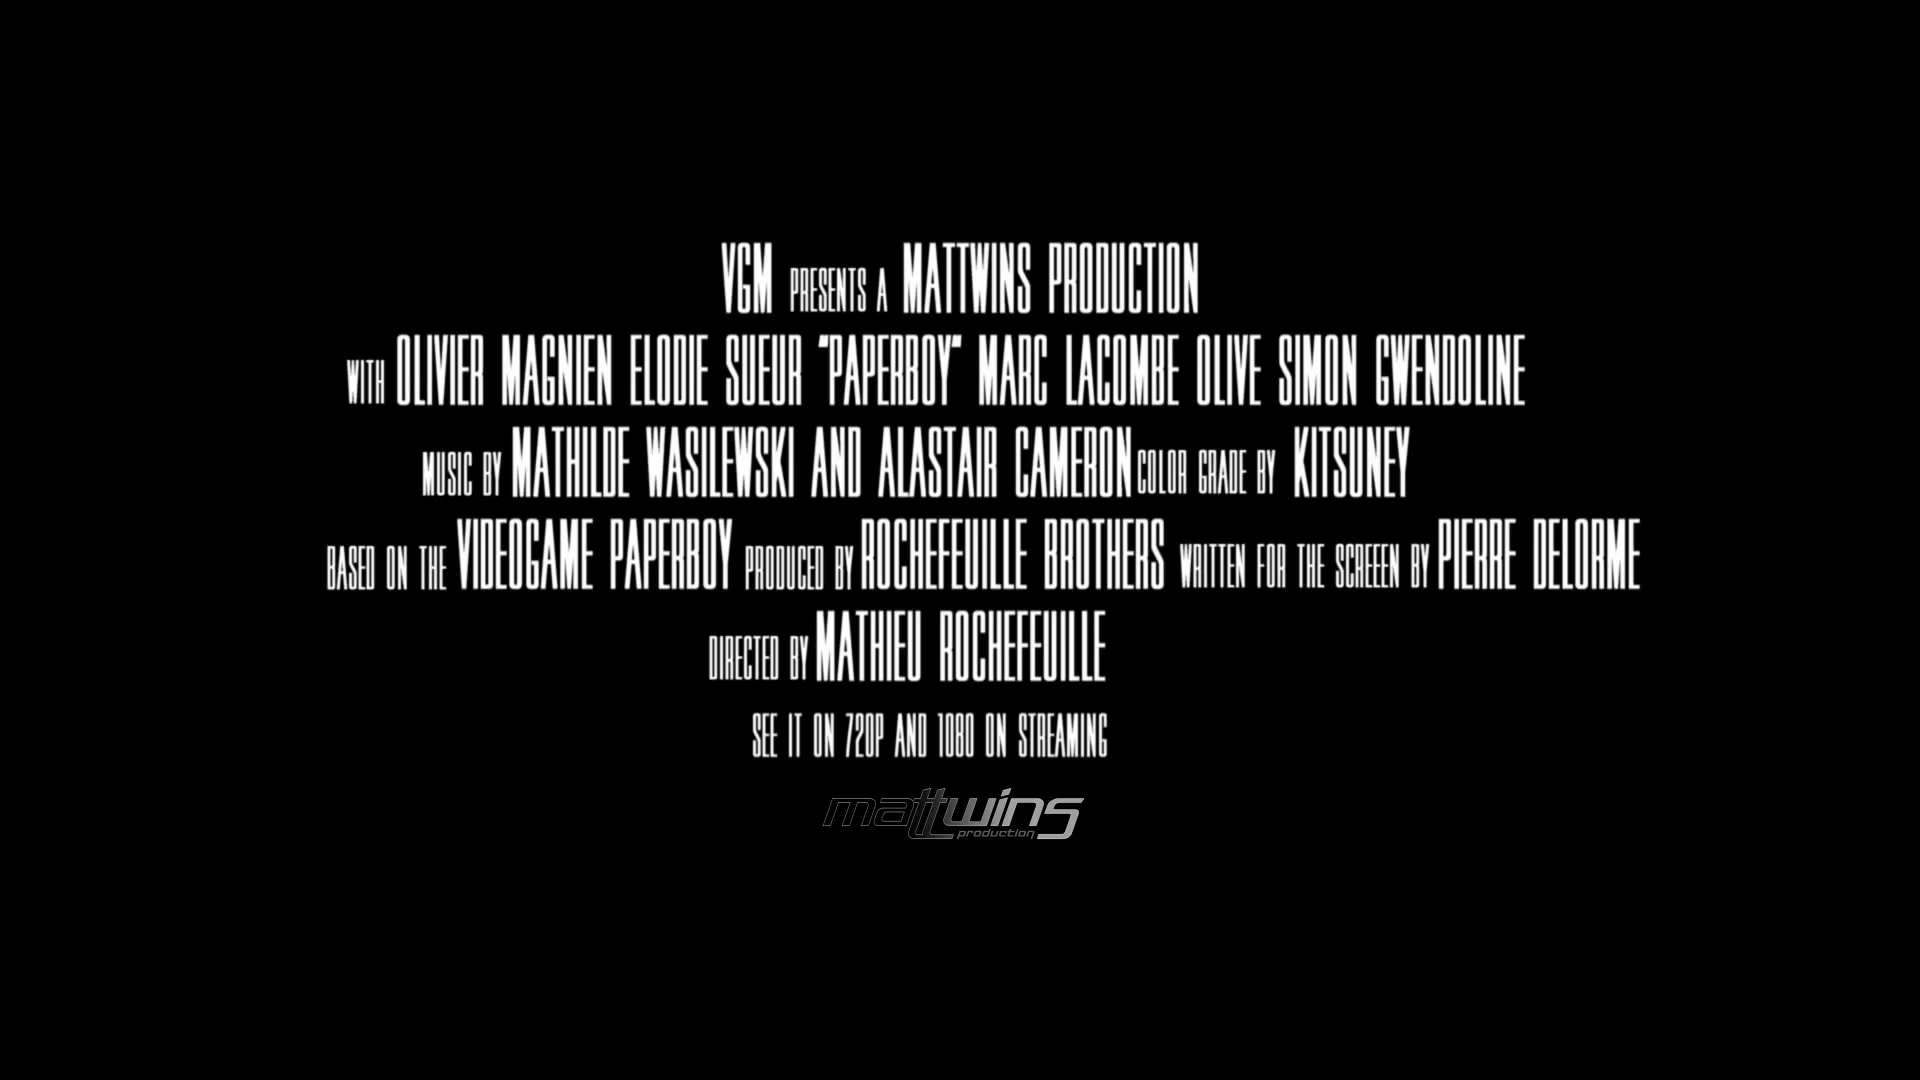 VGM PRESENTS A MATTWINS PRODUCTION
WITH OLIVIER MAGNIEN ELODIE SUEUR "PAPERBOY" MARC LACOMBE OLIVE SIMON GWENDOLINE
MUSIC BY MATHILDE WASILEWSKI AND ALASTAIR CAMERON COLOR GRADE BY KITSUNEY
BASED ON THE VIDEOGAME PAPERBOY PRODUCED BY ROCHEFEUILLE BROTHERS WRITTEN FOR THE SCREEEN BY PIERRE DELORME
DIRECTED BY MATHIEU ROCHEFEUILLE
SEE IT ON 720P AND 1080 ON STREAMING
mattwins
production